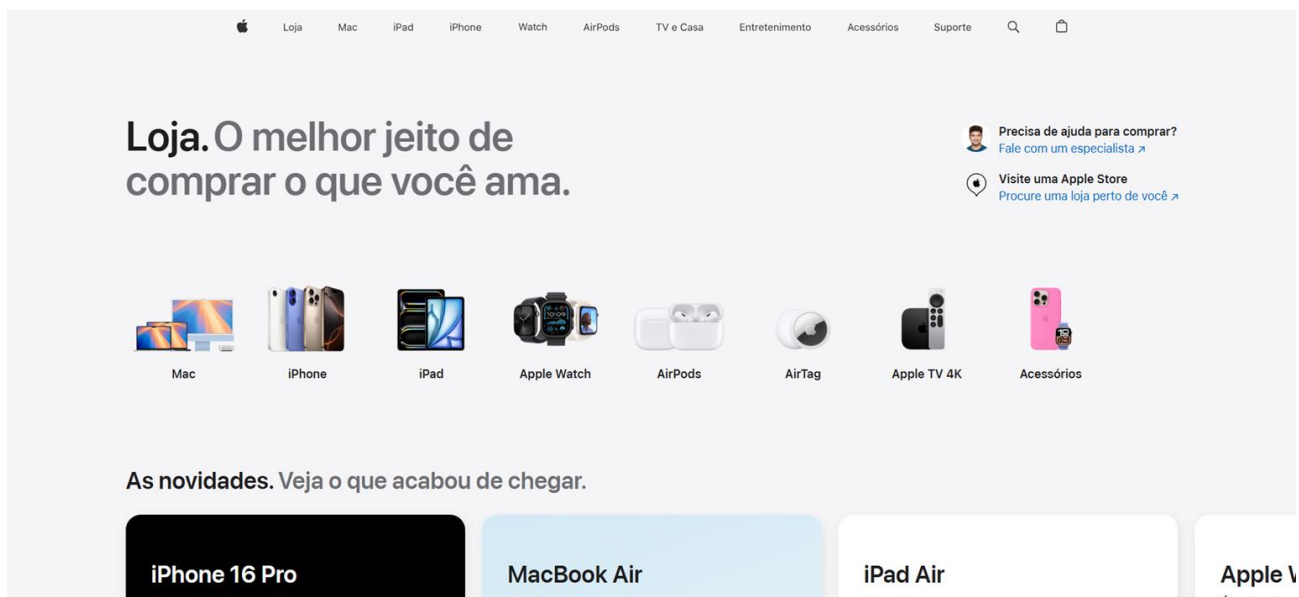 Loja Mac iPad iPhone Watch AirPods TV e Casa Entretenimento Acessórios Suporte
Loja. O melhor jeito de
comprar o que você ama.
Precisa de ajuda para comprar?
Fale com um especialista ↗
Visite uma Apple Store
Procure uma loja perto de você ↗
Mac iPhone iPad Apple Watch AirPods AirTag Apple TV 4K Acessórios
As novidades. Veja o que acabou de chegar.
iPhone 16 Pro
MacBook Air
iPad Air
Apple